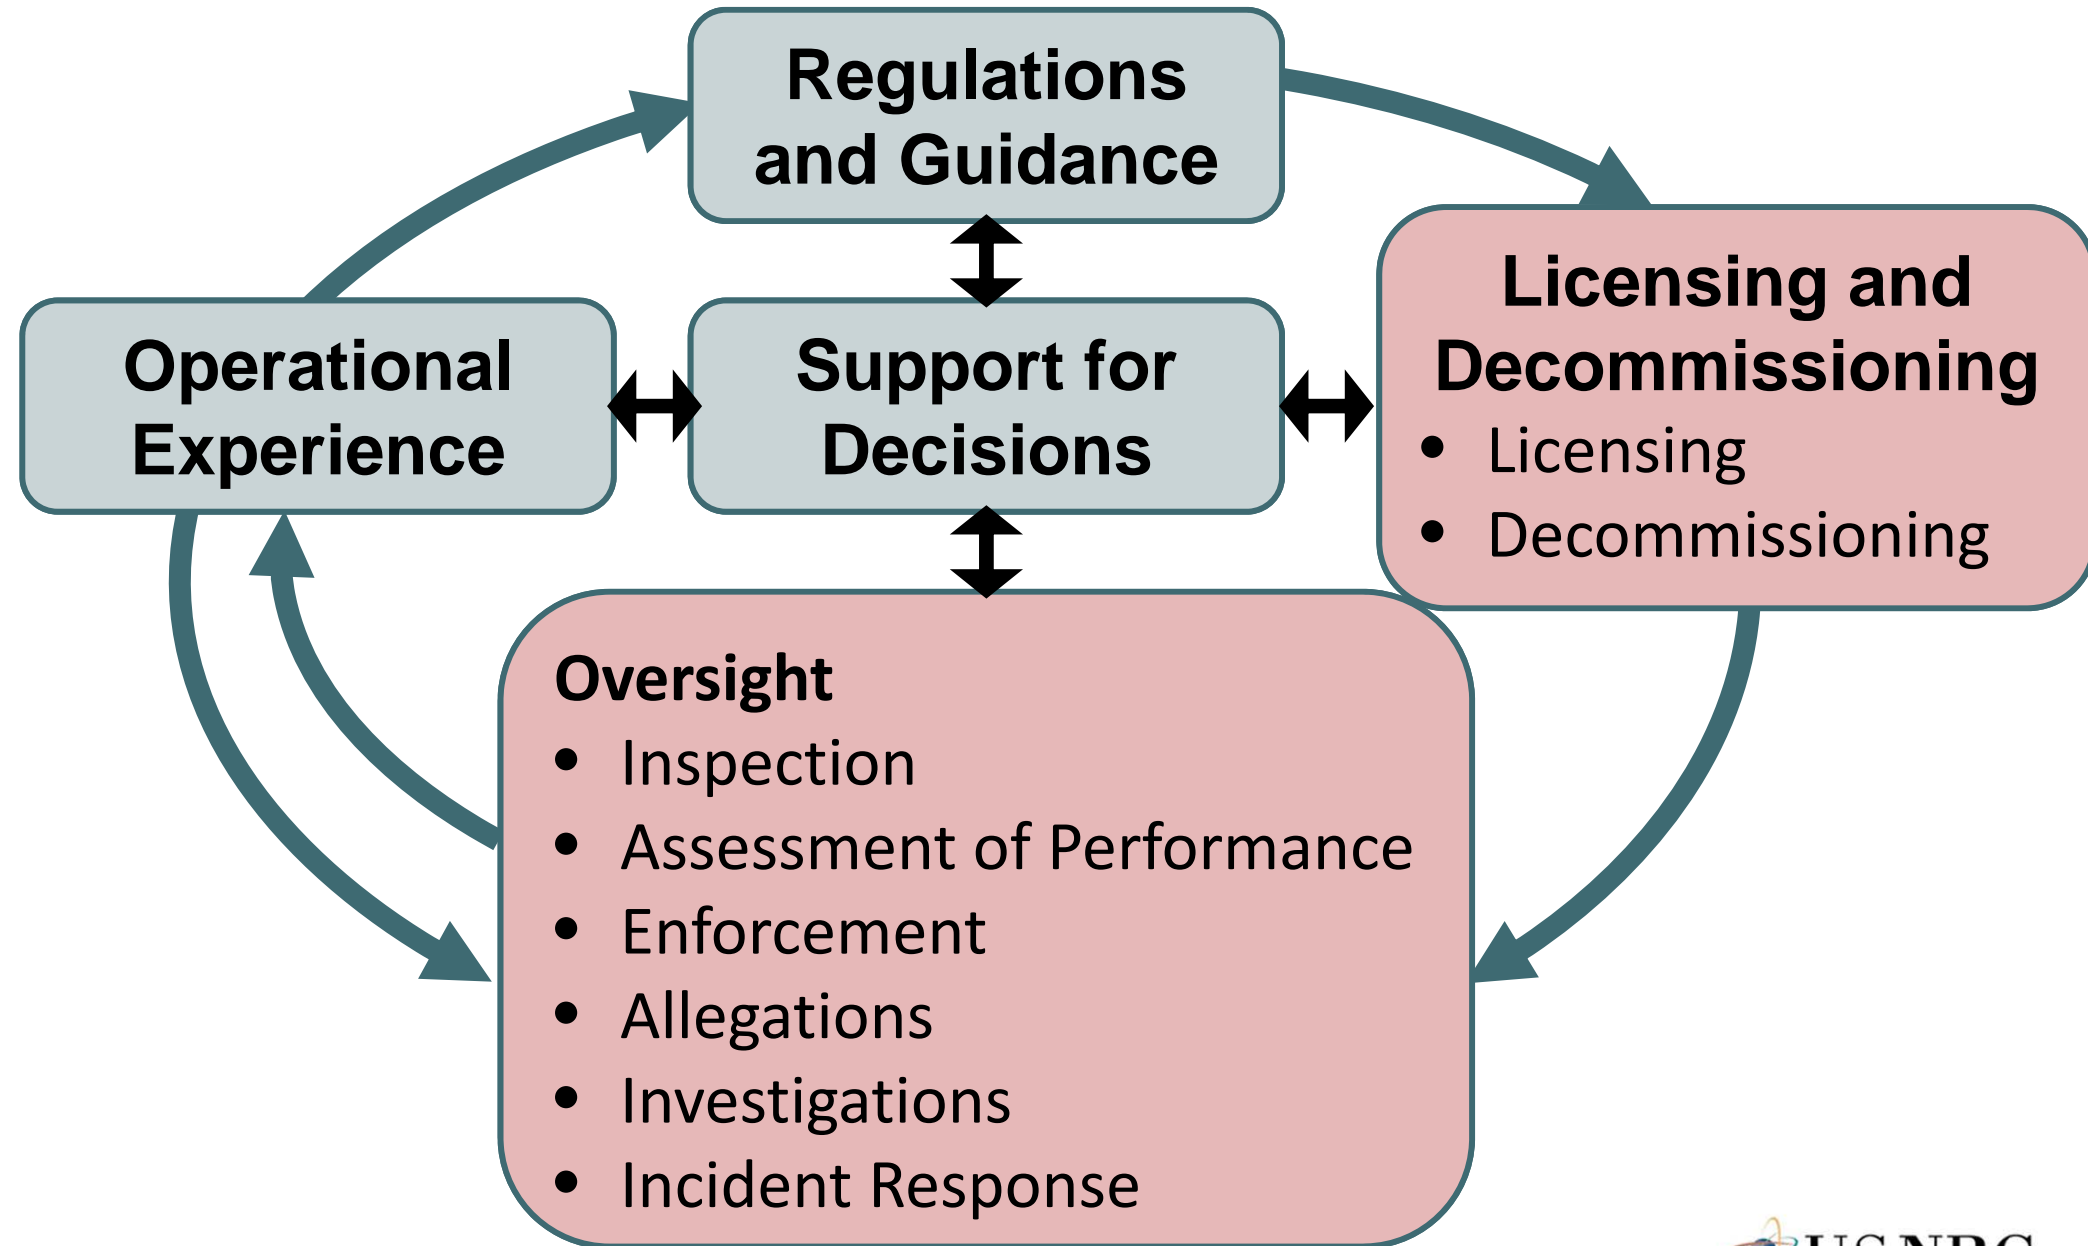 Regulations
and Guidance
Operational
Experience
Support for
Decisions
Licensing and
Decommissioning
• Licensing
• Decommissioning
Oversight
• Inspection
• Assessment of Performance
• Enforcement
• Allegations
• Investigations
• Incident Response
U.S.NRC